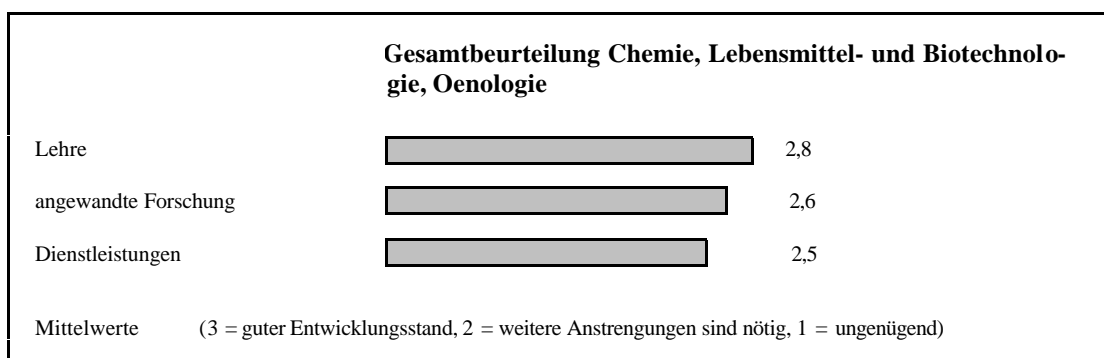 Gesamtbeurteilung Chemie, Lebensmittel- und Biotechnolo-
gie, Oenologie
Lehre 2,8
angewandte Forschung 2,6
Dienstleistungen 2,5
Mittelwerte (3 = guter Entwicklungsstand, 2 = weitere Anstrengungen sind nötig, 1 = ungenügend)